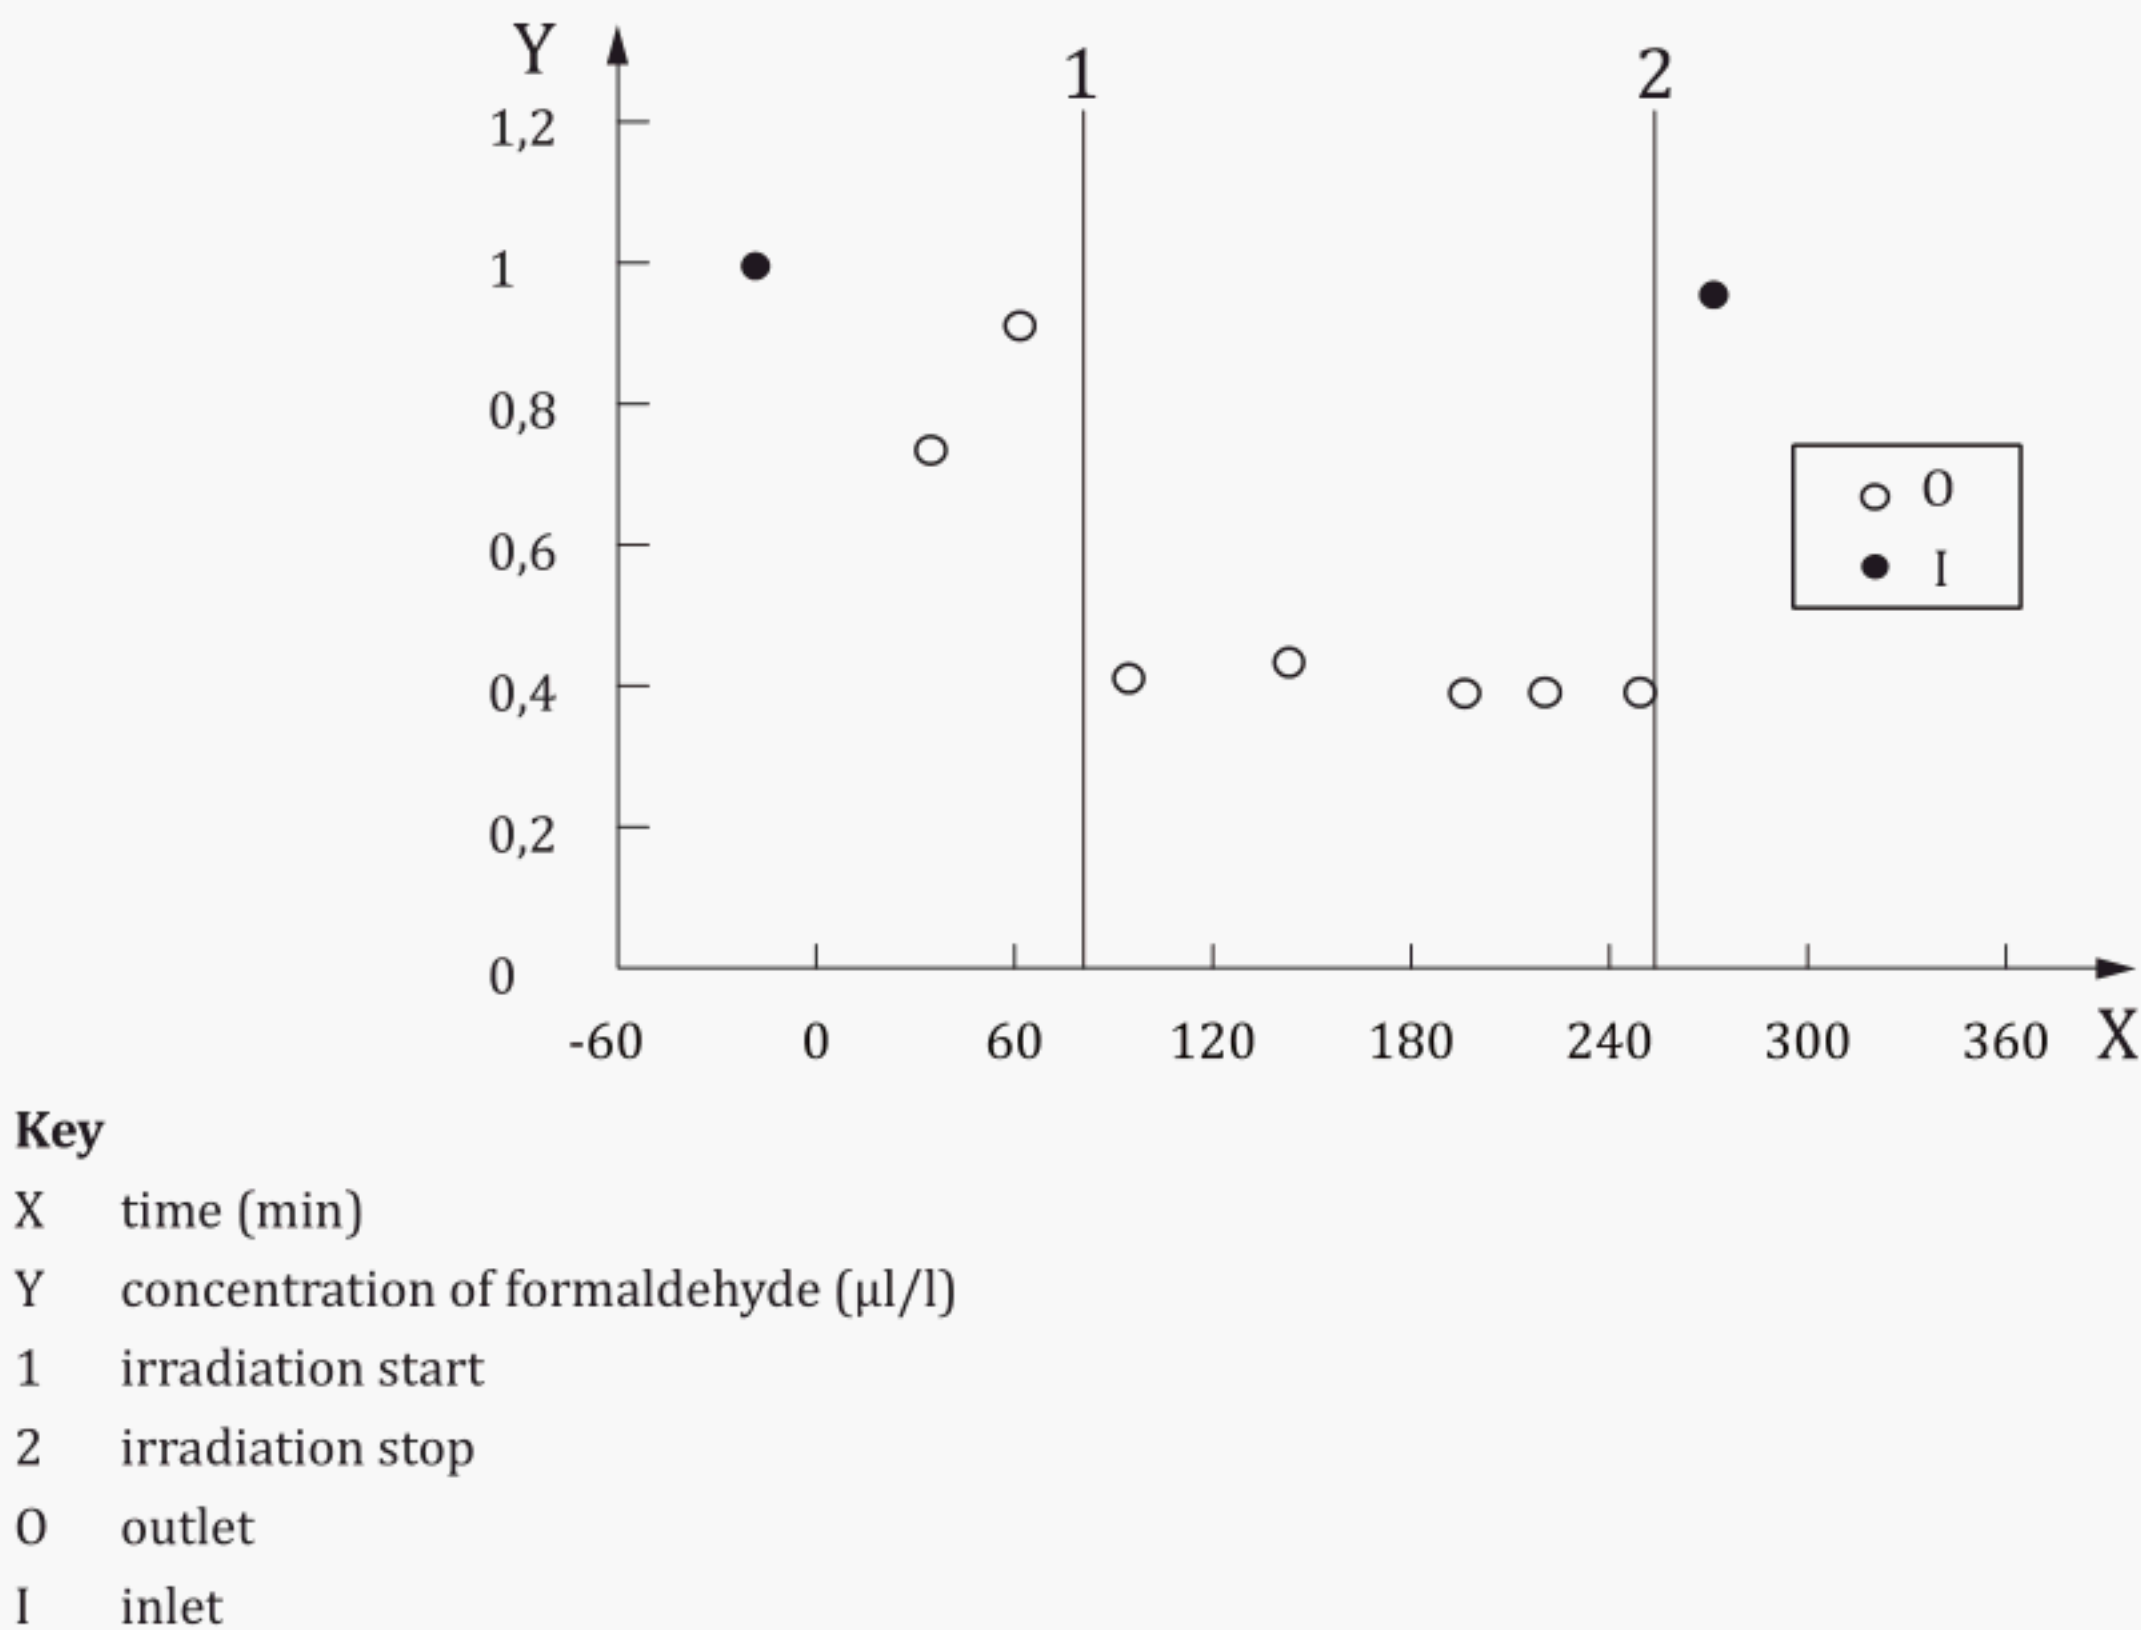 Y
1
2
1,2
1
0,8
0,6
0,4
0,2
0
O
I
-60 0 60 120 180 240 300 360 X
Key
X time (min)
Y concentration of formaldehyde (µl/l)
1 irradiation start
2 irradiation stop
O outlet
I inlet